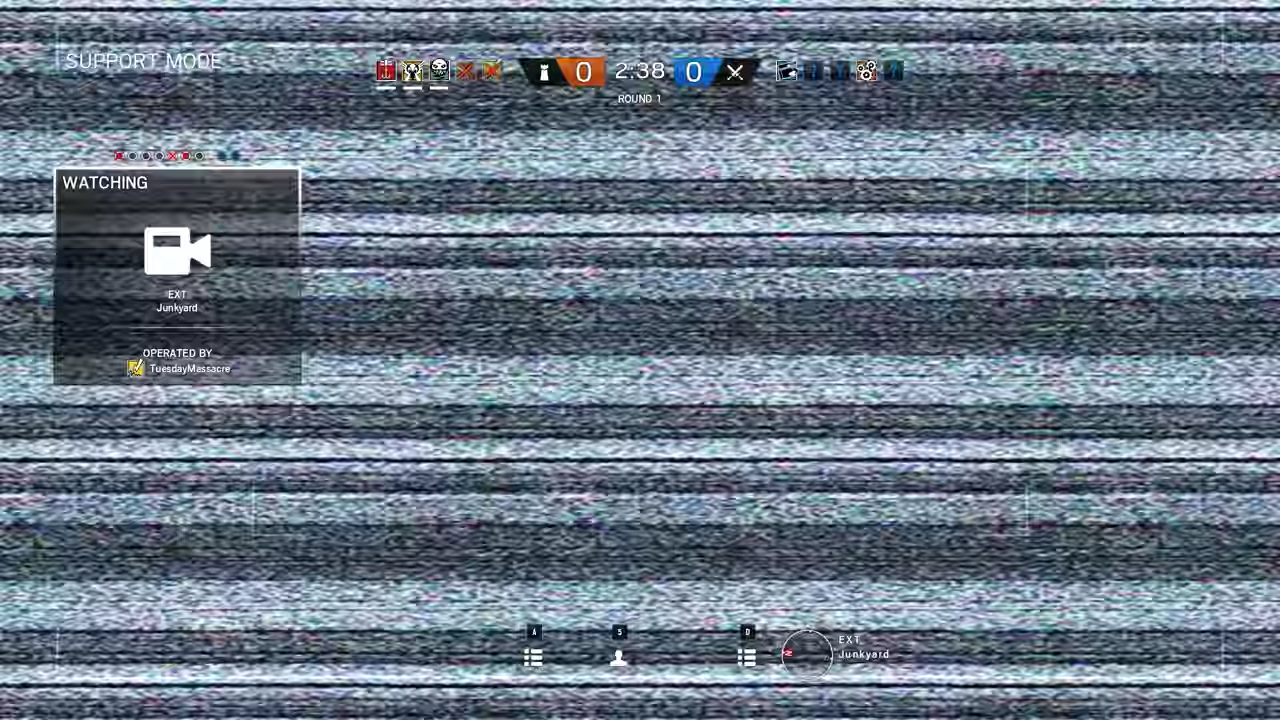 SUPPORT MODE
0 2:38 0
ROUND 1
WATCHING
EXT
Junkyard
OPERATED BY
TuesdayMassacre
A S D
EXT
Junkyard